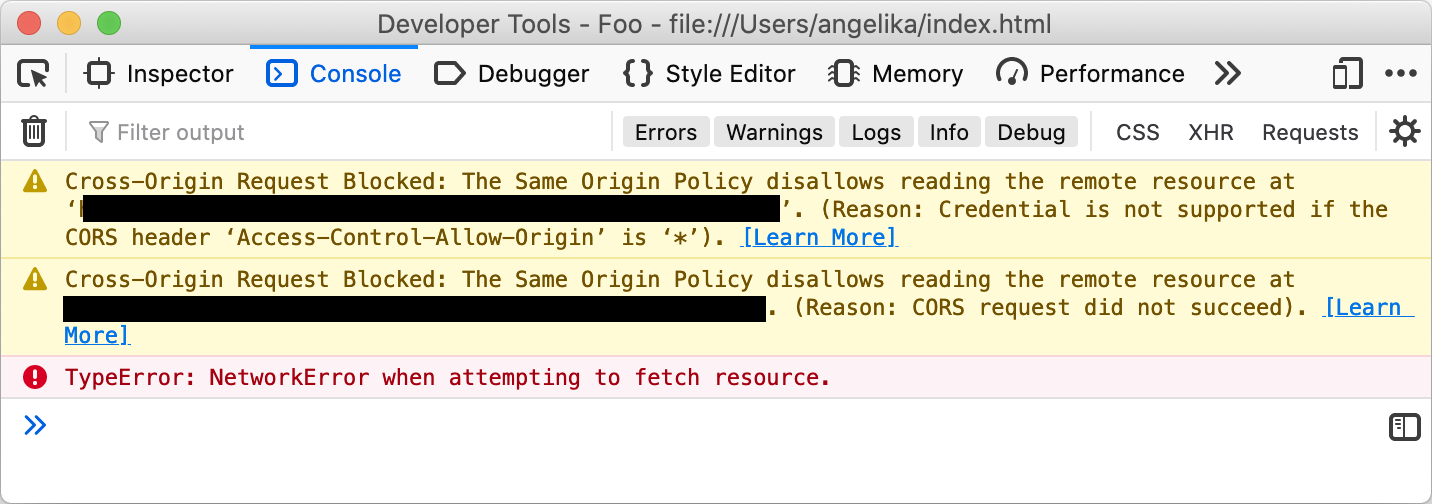 Developer Tools - Foo - file:///Users/angelika/index.html
Inspector Console Debugger Style Editor Memory Performance
Filter output Errors Warnings Logs Info Debug CSS XHR Requests
Cross-Origin Request Blocked: The Same Origin Policy disallows reading the remote resource at
‘ ’. (Reason: Credential is not supported if the
CORS header ‘Access-Control-Allow-Origin’ is ‘*’). [Learn More]
Cross-Origin Request Blocked: The Same Origin Policy disallows reading the remote resource at
. (Reason: CORS request did not succeed). [Learn
More]
TypeError: NetworkError when attempting to fetch resource.